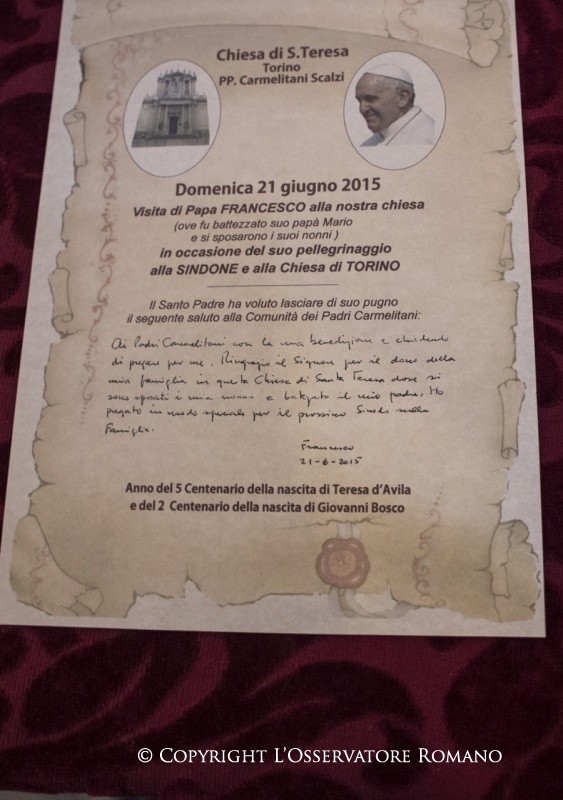 Chiesa di S.Teresa
Torino
PP. Carmelitani Scalzi
Domenica 21 giugno 2015
Visita di Papa FRANCESCO alla nostra chiesa
(ove fu battezzato suo papà Mario
e si sposarono i suoi nonni )
in occasione del suo pellegrinaggio
alla SINDONE e alla Chiesa di TORINO
Il Santo Padre ha voluto lasciare di suo pugno
il seguente saluto alla Comunità dei Padri Carmelitani:
Ai Padri Carmelitani con la mia benedizione e chiedendo
di pregare per me. Ringrazio il Signore per il dono della
mia famiglia in questa Chiesa di Santa Teresa dove si
sono sposati i miei nonni e battezzato il mio padre. Ho
pregato in modo speciale per il prossimo Sinodo sulla
Famiglia.
Francesco
21-6-2015
Anno del 5 Centenario della nascita di Teresa d'Avila
e del 2 Centenario della nascita di Giovanni Bosco
© COPYRIGHT L'OSSERVATORE ROMANO